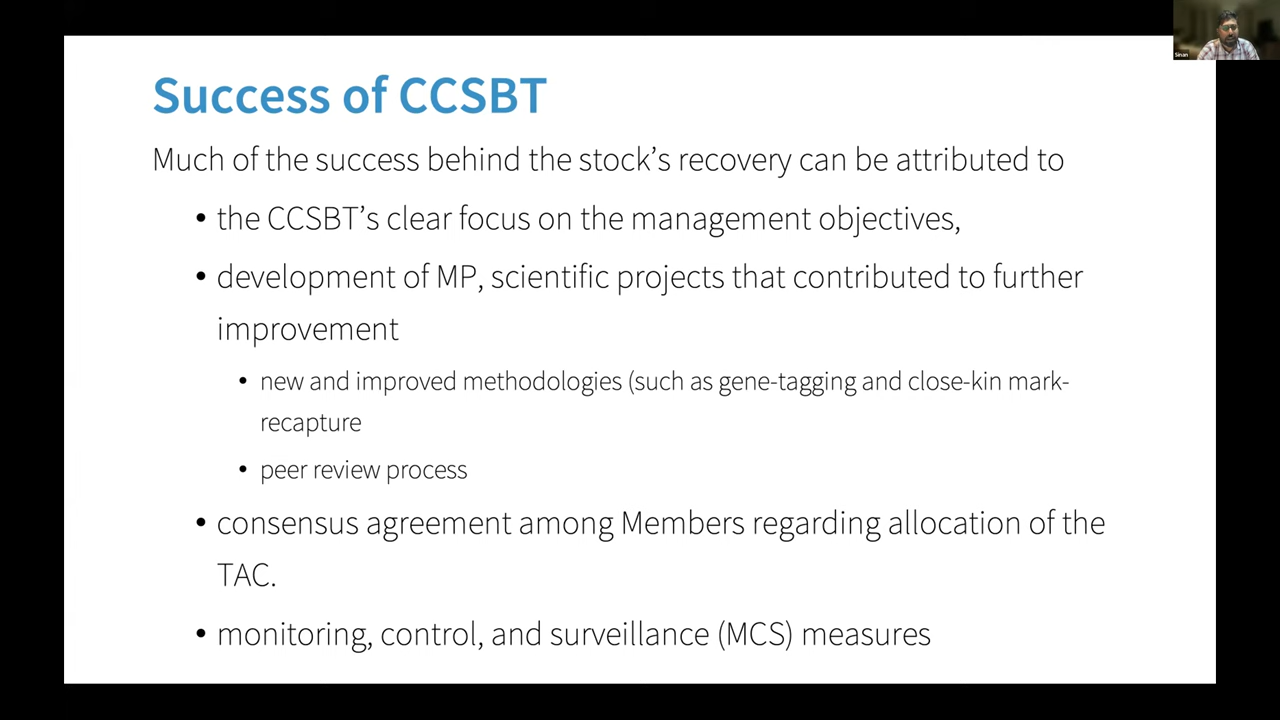 Success of CCSBT
Much of the success behind the stock's recovery can be attributed to
• the CCSBT's clear focus on the management objectives,
• development of MP, scientific projects that contributed to further
improvement
• new and improved methodologies (such as gene-tagging and close-kin mark-
recapture
• peer review process
• consensus agreement among Members regarding allocation of the
TAC.
• monitoring, control, and surveillance (MCS) measures
Sinan